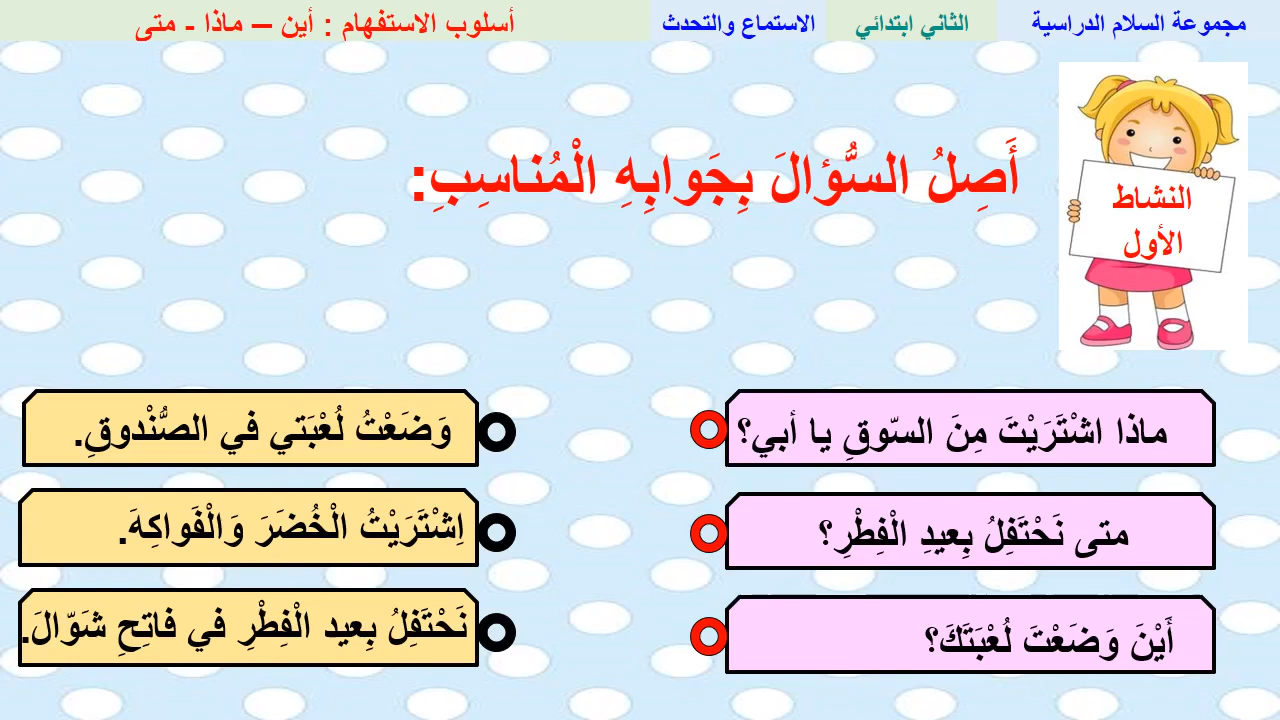 مجموعة السلام الدراسية
الثاني ابتدائي
الاستماع والتحدث
أسلوب الاستفهام : أين – ماذا - متى
النشاط
الأول
أَصِلُ السُّؤالَ بِجَوابِهِ الْمُناسِبِ:
ماذا اشْتَرَيْتَ مِنَ السّوقِ يا أبي؟
وَضَعْتُ لُعْبَتي في الصُّنْدوقِ.
متى نَحْتَفِلُ بِعيدِ الْفِطْرِ؟
اِشْتَرَيْتُ الْخُضَرَ وَالْفَواكِهَ.
أَيْنَ وَضَعْتَ لُعْبَتَكَ؟
نَحْتَفِلُ بِعيد الْفِطْرِ في فاتِحِ شَوّالَ.